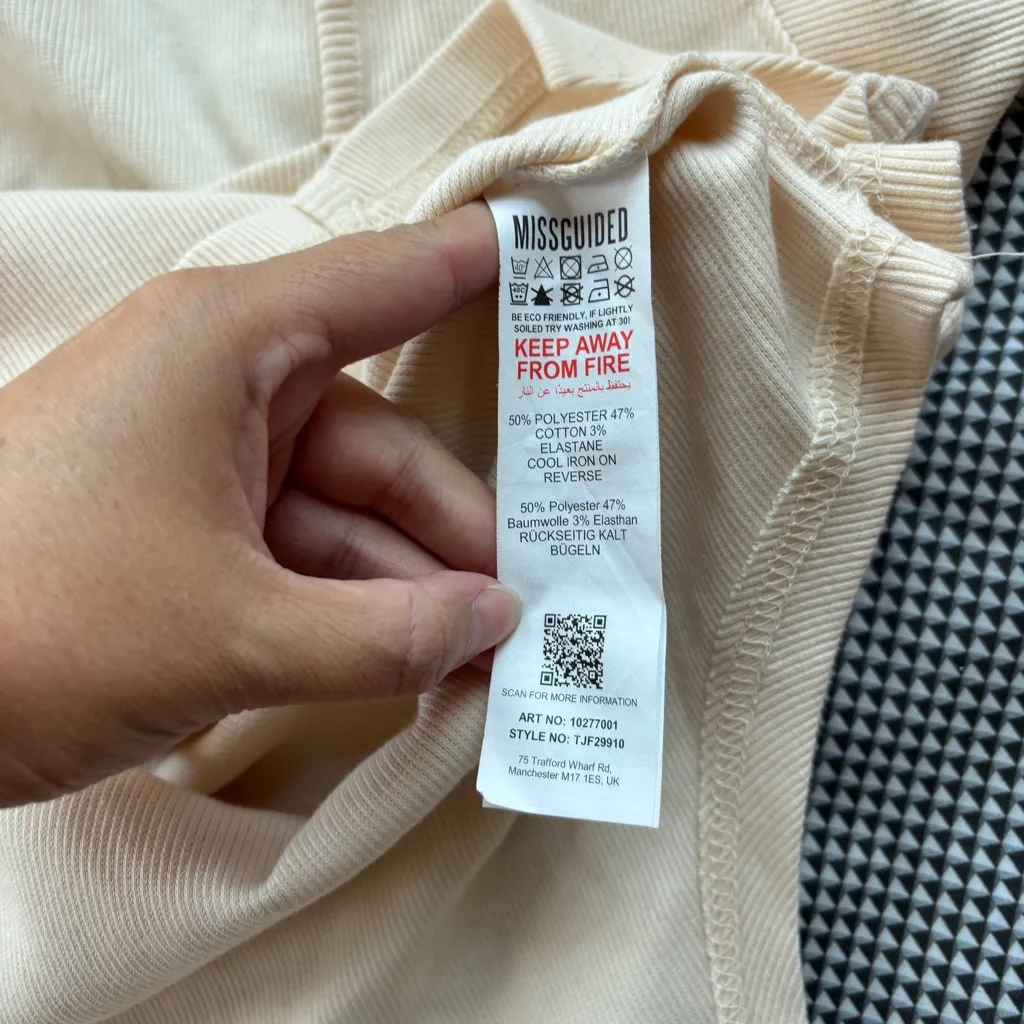 MISSGUIDED
BE ECO FRIENDLY, IF LIGHTLY
SOILED TRY WASHING AT 30!
KEEP AWAY
FROM FIRE
يحتفظ بالمنتج بعيدًا عن النار
50% POLYESTER 47%
COTTON 3%
ELASTANE
COOL IRON ON
REVERSE
50% Polyester 47%
Baumwolle 3% Elasthan
RÜCKSEITIG KALT
BÜGELN
SCAN FOR MORE INFORMATION
ART NO: 10277001
STYLE NO: TJF29910
75 Trafford Wharf Rd,
Manchester M17 1ES, UK